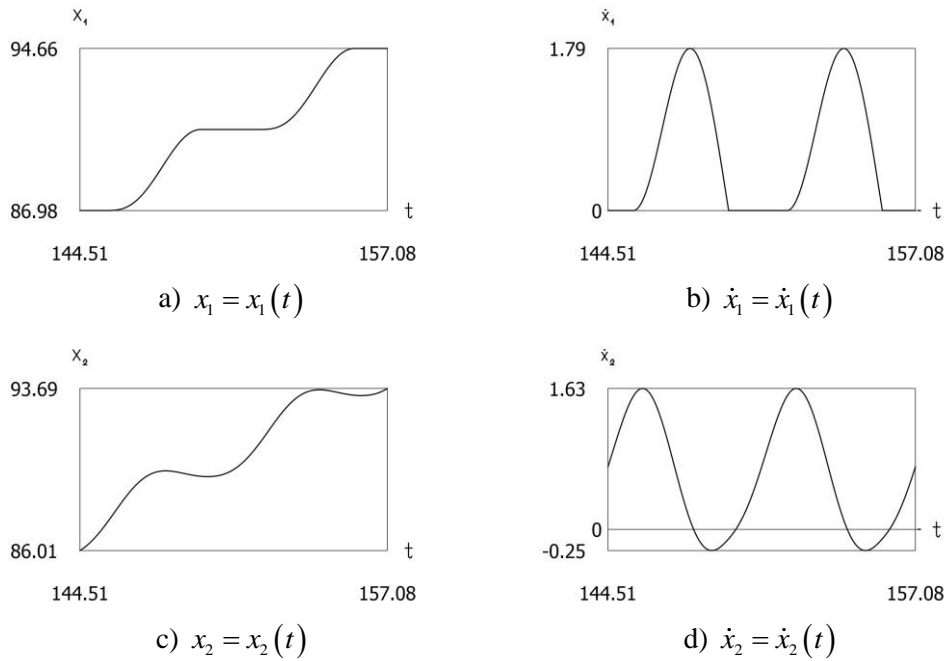 X₁
94.66
86.98
t
144.51 157.08
a) x₁ = x₁(t)
ẋ₁
1.79
0
t
144.51 157.08
b) ẋ₁ = ẋ₁(t)
X₂
93.69
86.01
t
144.51 157.08
c) x₂ = x₂(t)
ẋ₂
1.63
0
-0.25
t
144.51 157.08
d) ẋ₂ = ẋ₂(t)